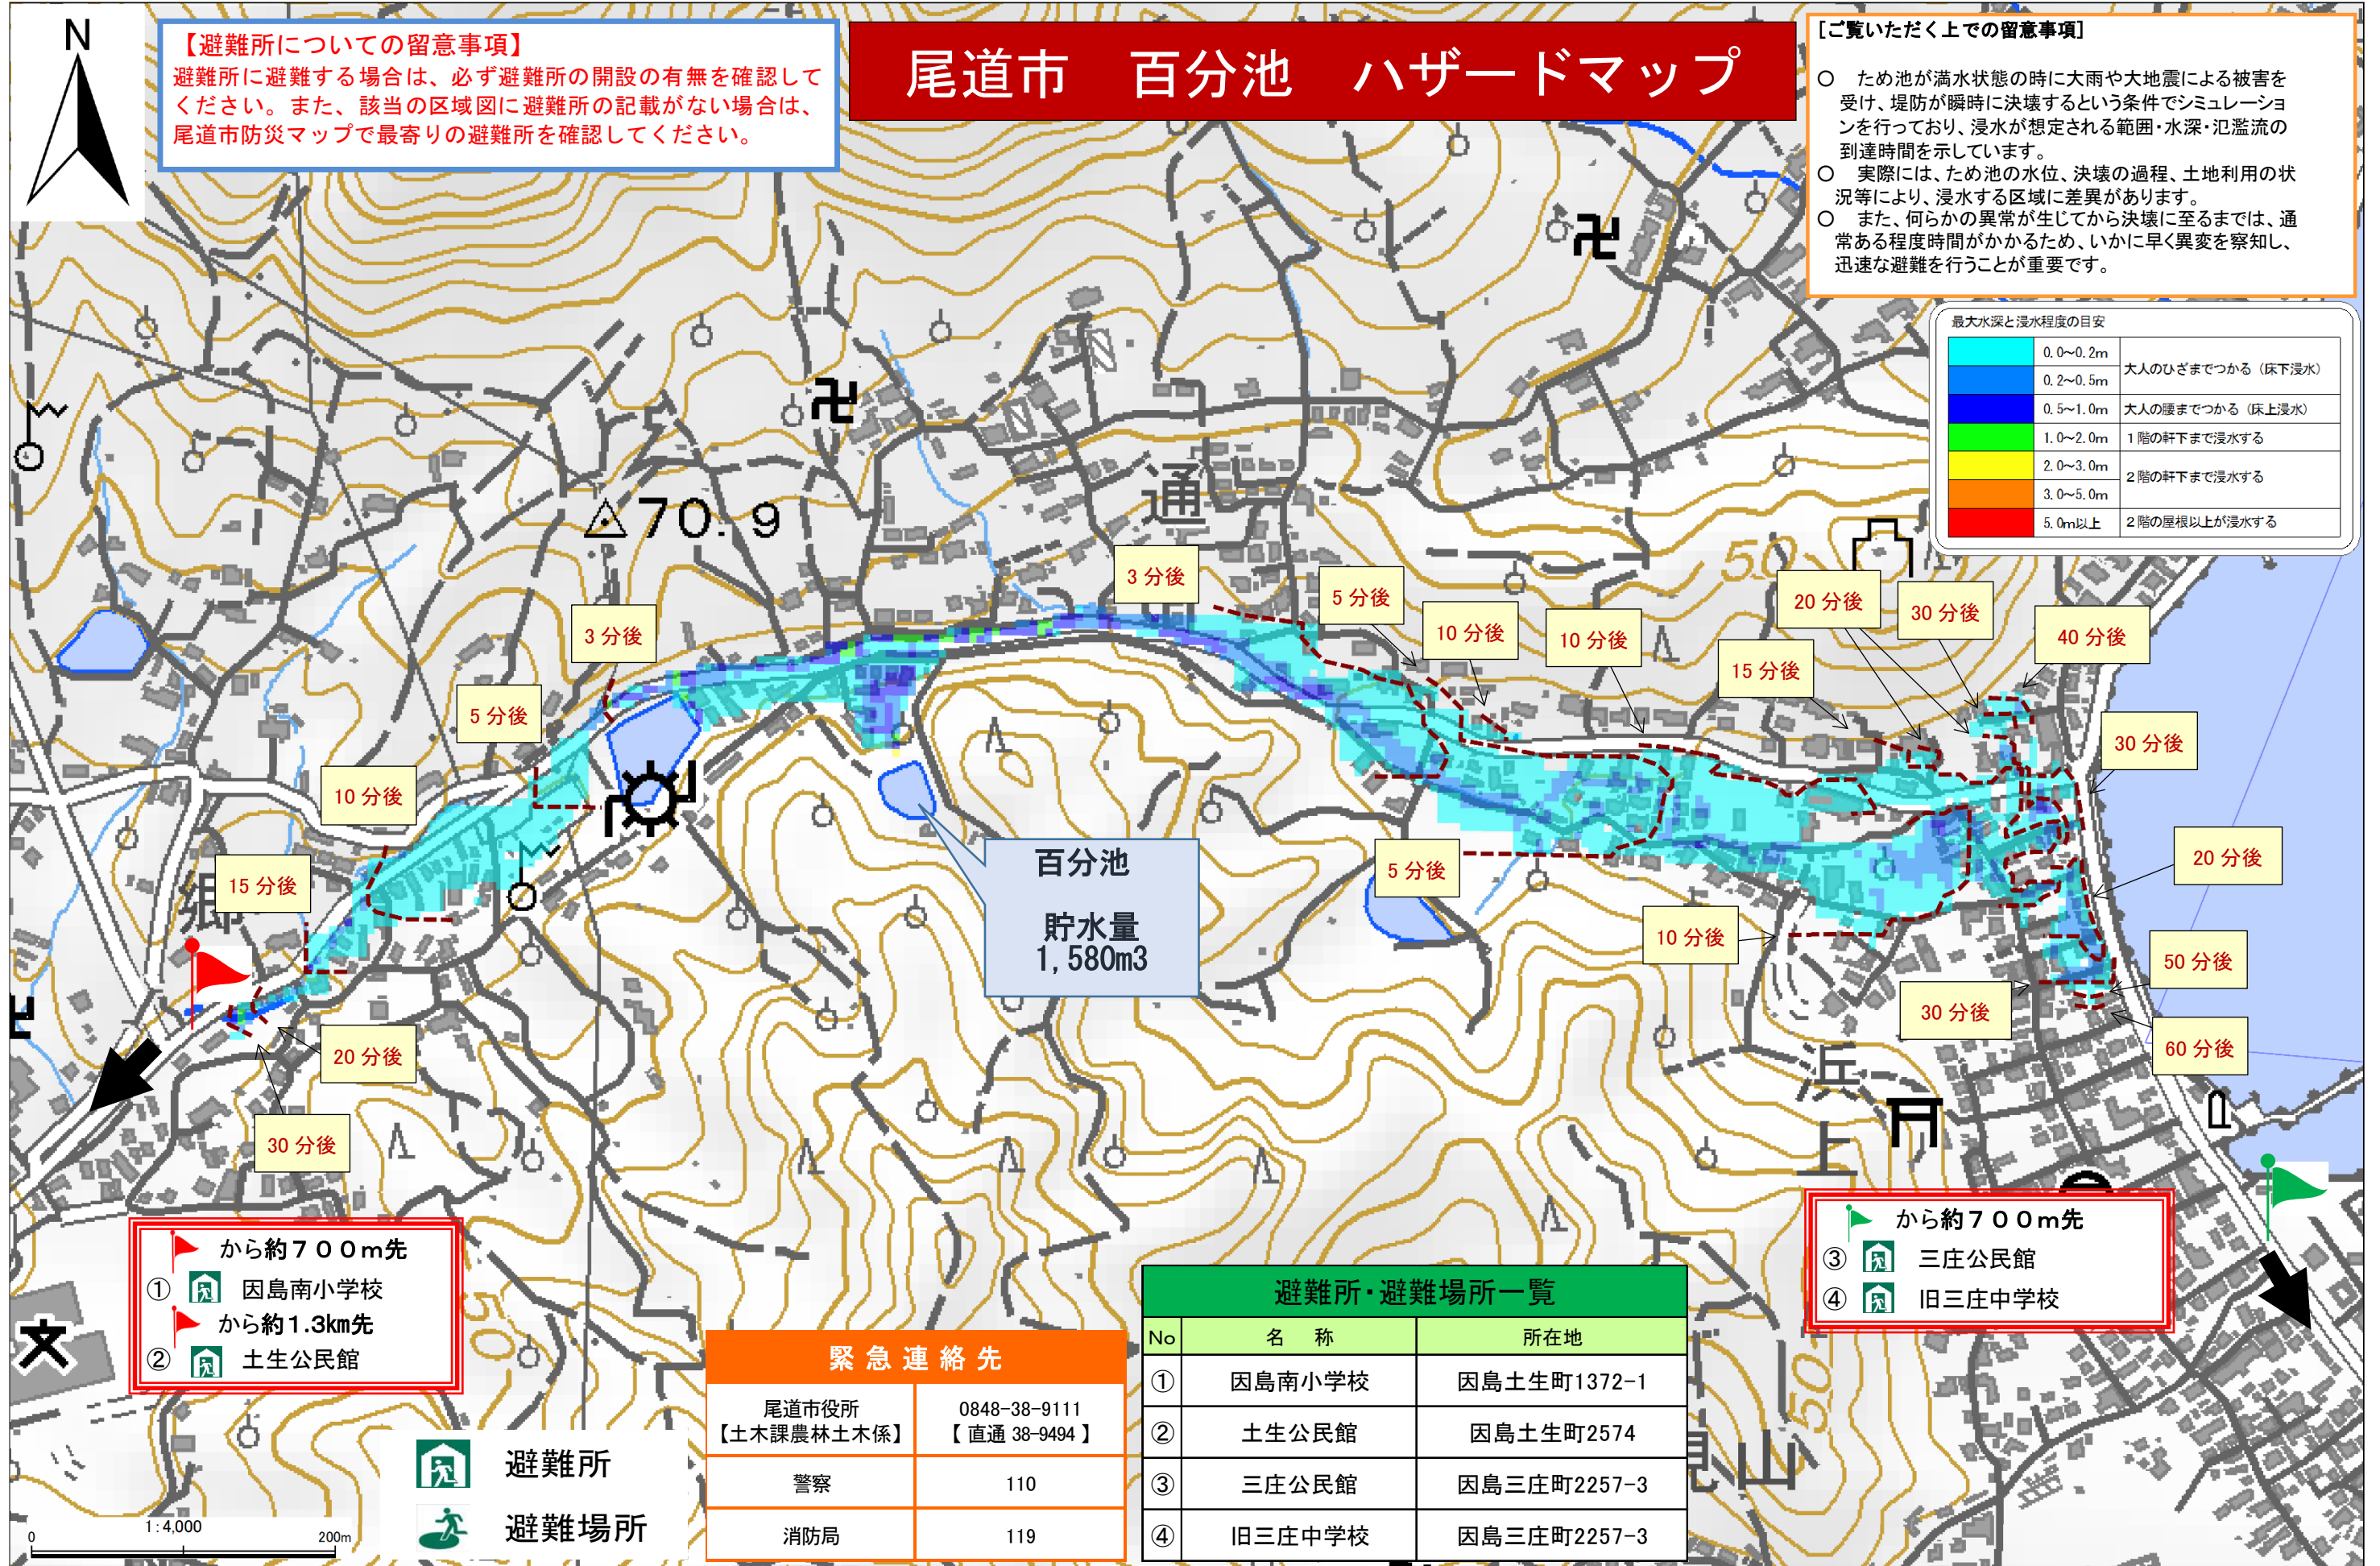 N
【避難所についての留意事項】
避難所に避難する場合は、必ず避難所の開設の有無を確認して
ください。また、該当の区域図に避難所の記載がない場合は、
尾道市防災マップで最寄りの避難所を確認してください。
尾道市　百分池　ハザードマップ
［ご覧いただく上での留意事項］
○　ため池が満水状態の時に大雨や大地震による被害を
受け、堤防が瞬時に決壊するという条件でシミュレーショ
ンを行っており、浸水が想定される範囲・水深・氾濫流の
到達時間を示しています。
○　実際には、ため池の水位、決壊の過程、土地利用の状
況等により、浸水する区域に差異があります。
○　また、何らかの異常が生じてから決壊に至るまでは、通
常ある程度時間がかかるため、いかに早く異変を察知し、
迅速な避難を行うことが重要です。
最大水深と浸水程度の目安
0.0～0.2m
大人のひざまでつかる（床下浸水）
0.2～0.5m
0.5～1.0m　大人の腰までつかる（床上浸水）
1.0～2.0m　1階の軒下まで浸水する
2.0～3.0m
2階の軒下まで浸水する
3.0～5.0m
5.0m以上　2階の屋根以上が浸水する
70.9
通
50
3分後
3分後
5分後
10分後
10分後
20分後
30分後
40分後
15分後
5分後
30分後
10分後
15分後
郷
5分後
20分後
百分池
貯水量
1,580m3
10分後
50分後
30分後
60分後
20分後
30分後
浜
上
から約７００ｍ先
① 因島南小学校
から約1.3km先
② 土生公民館
50
から約７００ｍ先
③ 三庄公民館
④ 旧三庄中学校
50
山
避難所
避難場所
1:4,000
0　200m
緊急連絡先
尾道市役所
【土木課農林土木係】
0848-38-9111
【 直通 38-9494 】
警察　110
消防局　119
避難所・避難場所一覧
No　名　称　所在地
①　因島南小学校　因島土生町1372-1
②　土生公民館　因島土生町2574
③　三庄公民館　因島三庄町2257-3
④　旧三庄中学校　因島三庄町2257-3